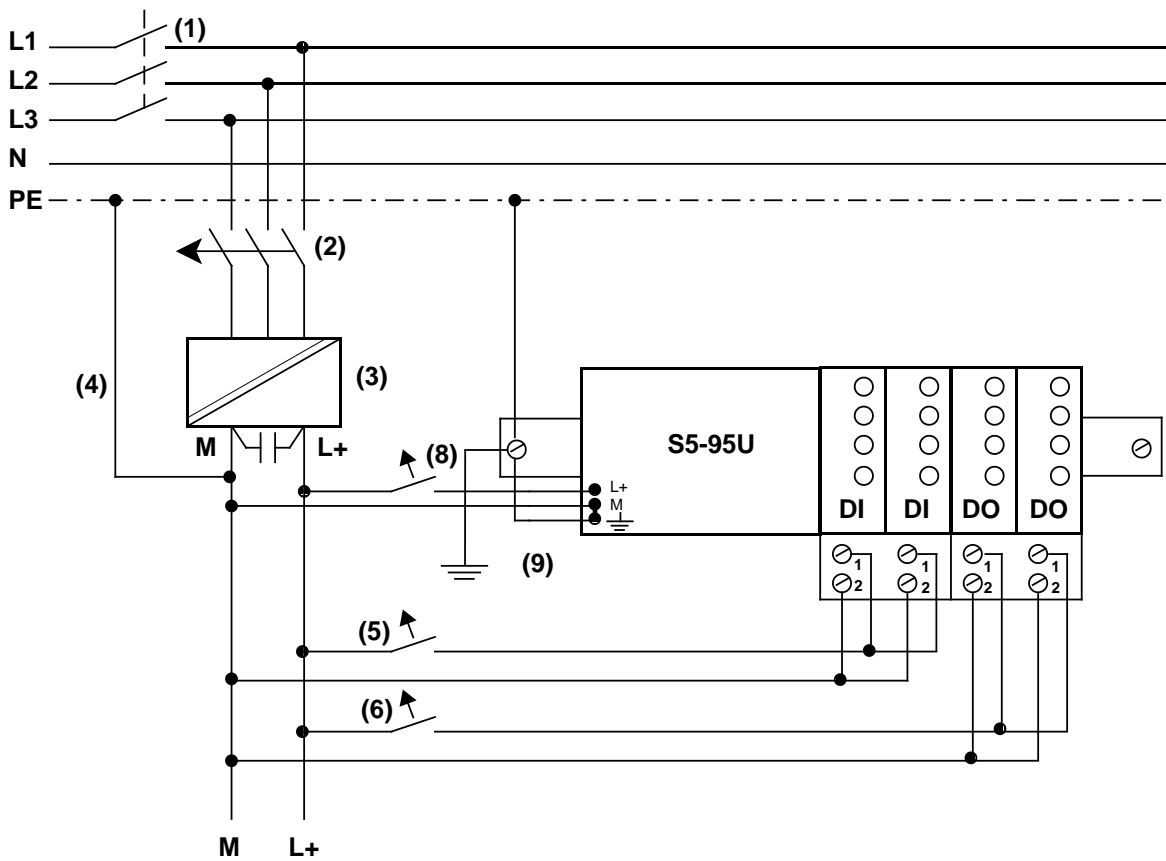 L1
(1)
L2
L3
N
PE
(2)
(4)
(3)
M L+
(8)
S5-95U
L+
M
DI DI DO DO
(9)
1 1 1 1
2 2 2 2
(5)
(6)
M L+